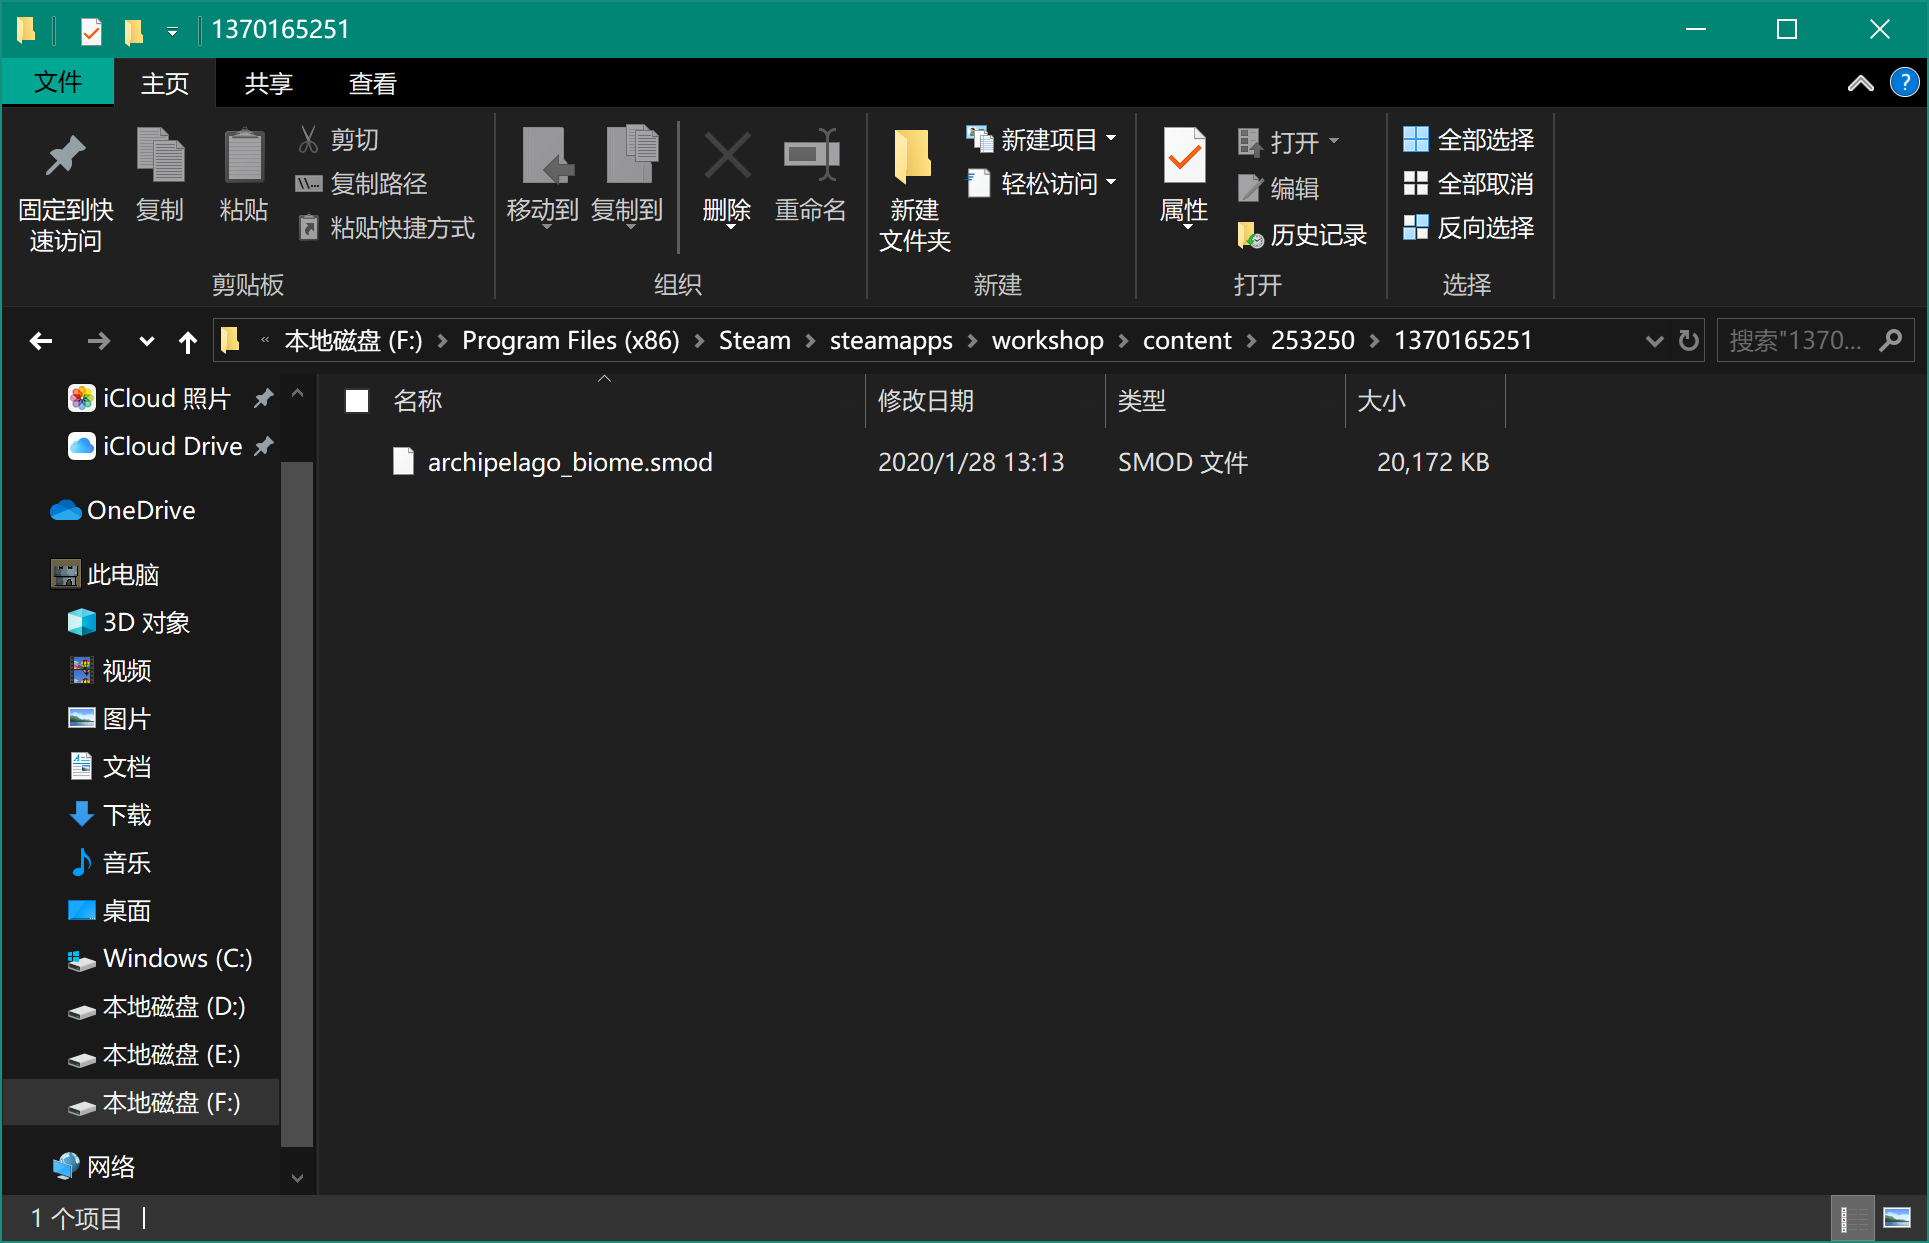 1370165251
文件 主页 共享 查看
固定到快速访问
复制
粘贴
剪切
复制路径
粘贴快捷方式
剪贴板
移动到
复制到
删除
重命名
组织
新建文件夹
新建项目
轻松访问
新建
属性
打开
编辑
历史记录
打开
全部选择
全部取消
反向选择
选择
« 本地磁盘 (F:) Program Files (x86) Steam steamapps workshop content 253250 1370165251
搜索"1370...
iCloud 照片
iCloud Drive
OneDrive
此电脑
3D 对象
视频
图片
文档
下载
音乐
桌面
Windows (C:)
本地磁盘 (D:)
本地磁盘 (E:)
本地磁盘 (F:)
网络
名称 修改日期 类型 大小
archipelago_biome.smod 2020/1/28 13:13 SMOD 文件 20,172 KB
1 个项目